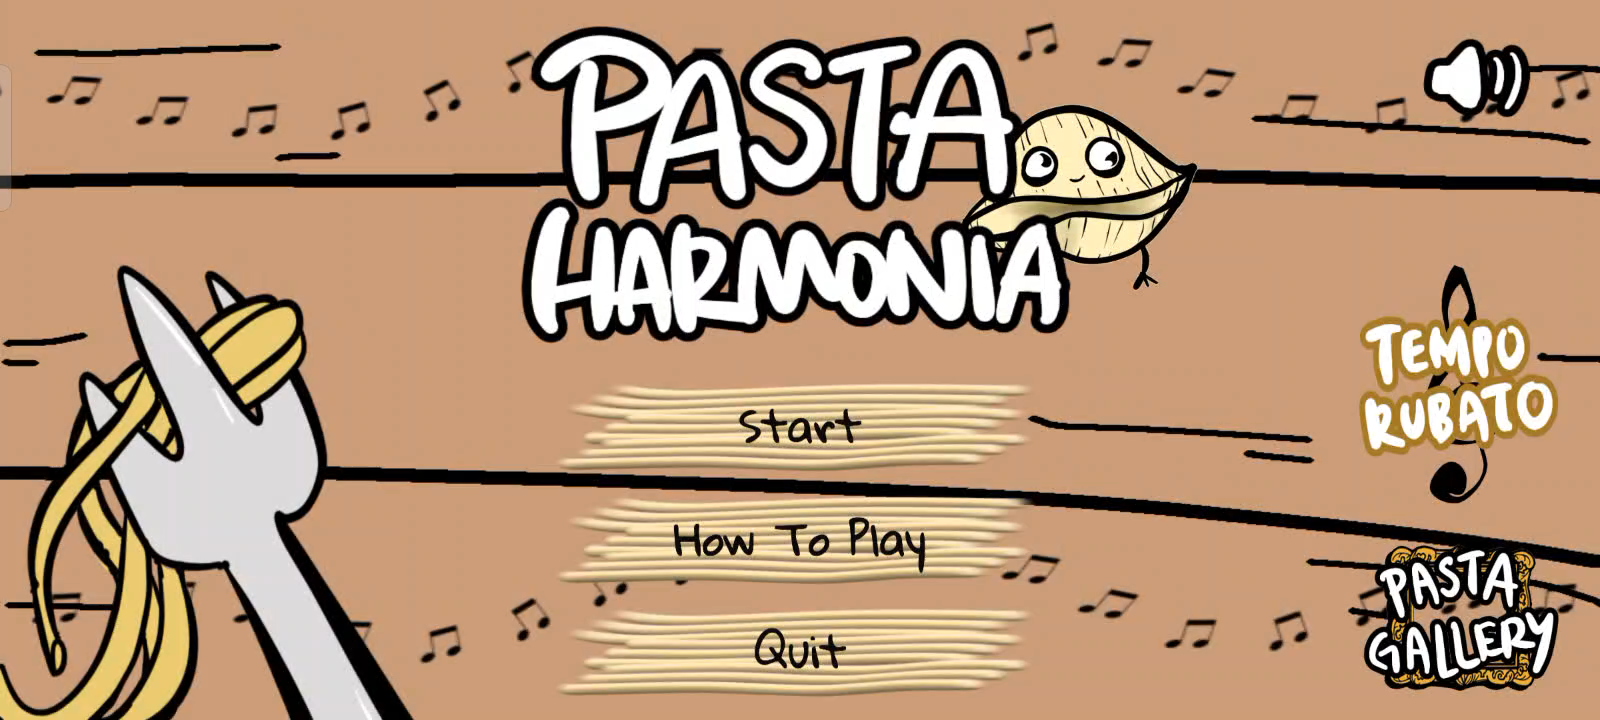 PASTA
HARMONIA
Start
How To Play
Quit
TEMPO
RUBATO
PASTA
GALLERY